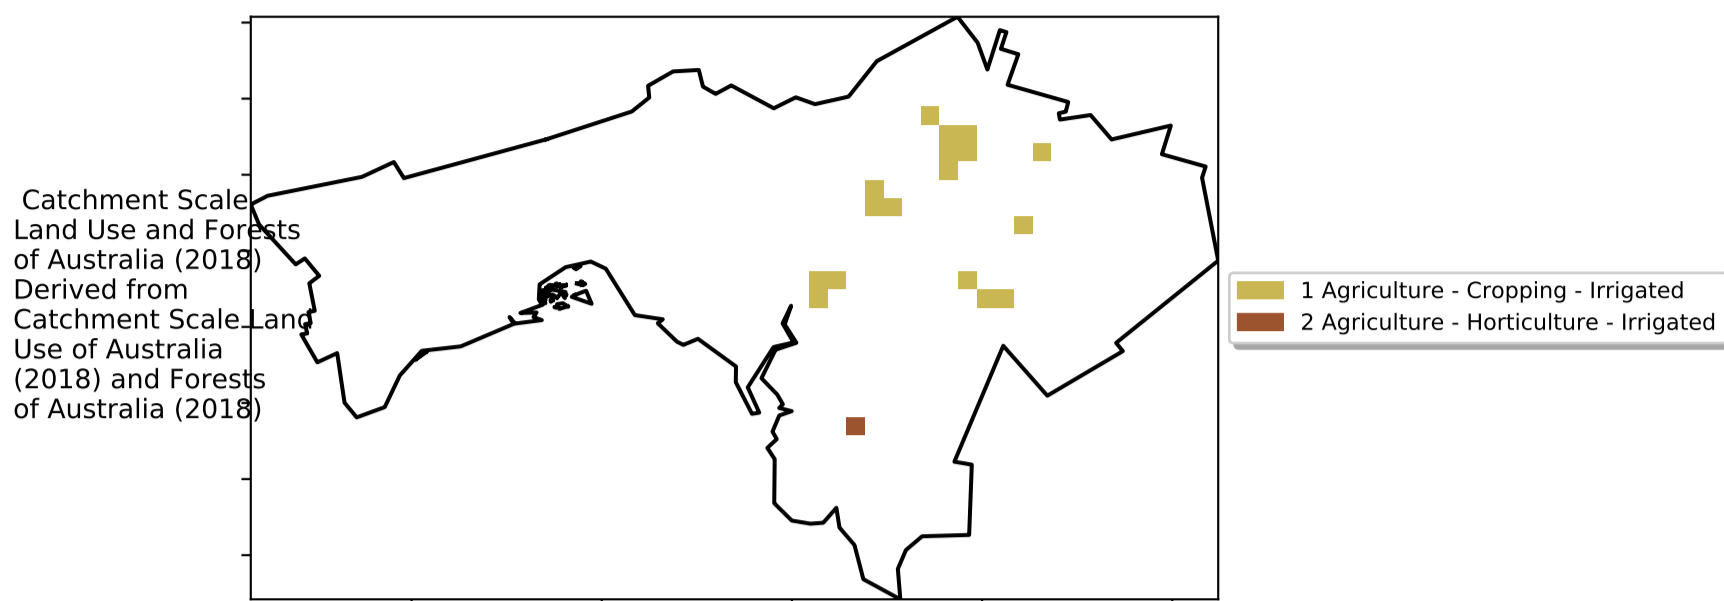 Catchment Scale
Land Use and Forests
of Australia (2018)
Derived from
Catchment Scale Land
Use of Australia
(2018) and Forests
of Australia (2018)
1 Agriculture - Cropping - Irrigated
2 Agriculture - Horticulture - Irrigated